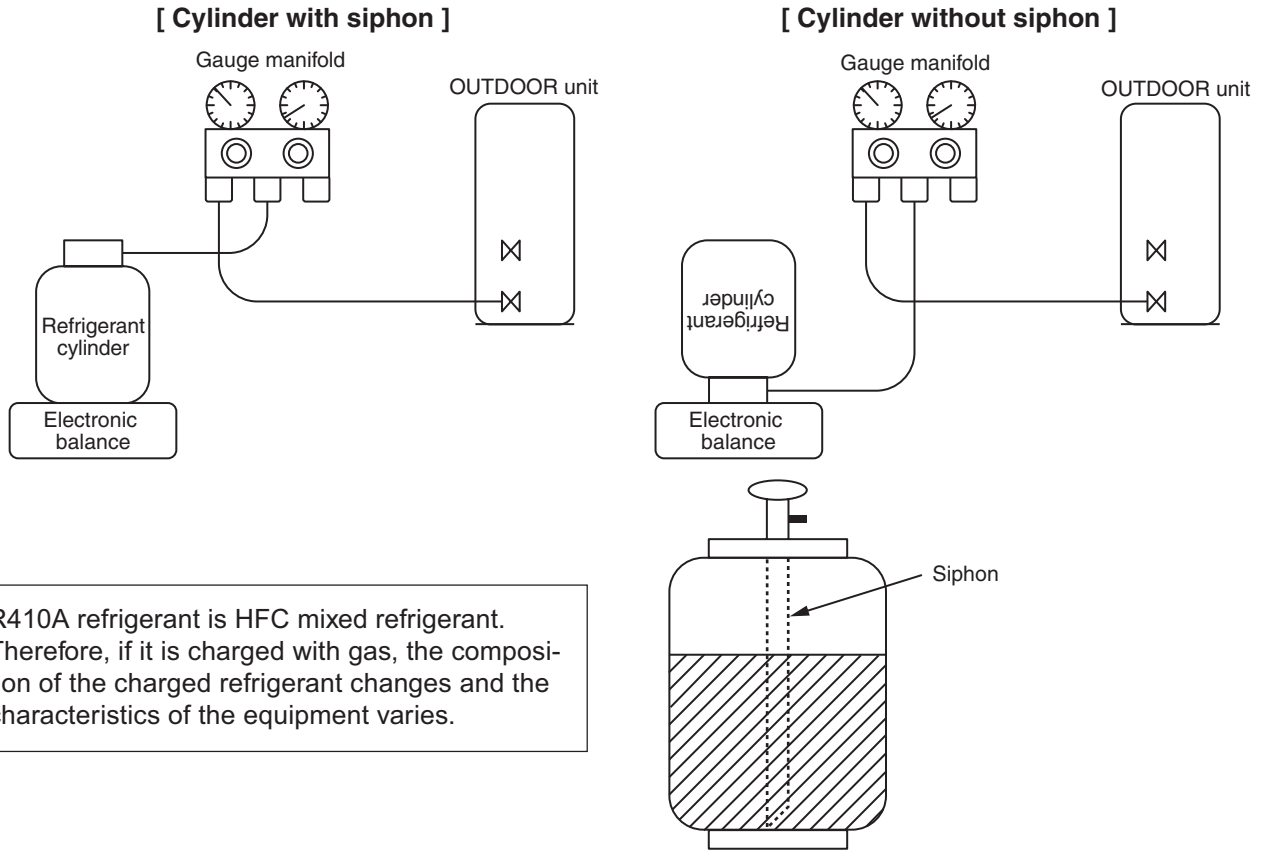 [ Cylinder with siphon ]
Gauge manifold
OUTDOOR unit
Refrigerant
cylinder
Electronic
balance
[ Cylinder without siphon ]
Gauge manifold
OUTDOOR unit
Refrigerant
cylinder
Electronic
balance
Siphon
R410A refrigerant is HFC mixed refrigerant.
Therefore, if it is charged with gas, the composi-
ion of the charged refrigerant changes and the
characteristics of the equipment varies.